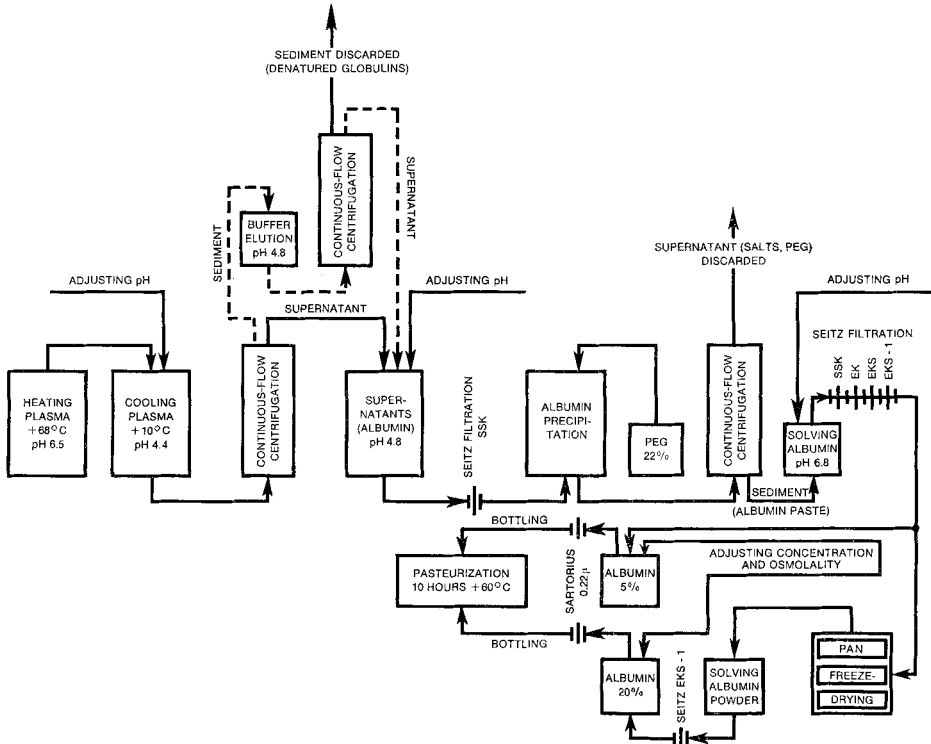 SEDIMENT DISCARDED
(DENATURED GLOBULINS)
CONTINUOUS-FLOW
CENTRIFUGATION
SUPERNATANT
BUFFER
ELUTION
pH 4.8
SEDIMENT
SUPERNATANT (SALTS, PEG)
DISCARDED
ADJUSTING pH
SUPERNATANT
ADJUSTING pH
ADJUSTING pH
SEITZ FILTRATION
SSK
EK
EKS
EKS - 1
HEATING
PLASMA
+68°C
pH 6.5
COOLING
PLASMA
+10°C
pH 4.4
CONTINUOUS-FLOW
CENTRIFUGATION
SUPER-
NATANTS
(ALBUMIN)
pH 4.8
SEITZ FILTRATION
SSK
ALBUMIN
PRECIPI-
TATION
PEG
22%
CONTINUOUS-FLOW
CENTRIFUGATION
SOLVING
ALBUMIN
pH 6.8
SEDIMENT
(ALBUMIN PASTE)
BOTTLING
PASTEURIZATION
10 HOURS +60°C
SARTORIUS
0.22μ
ALBUMIN
5%
ADJUSTING CONCENTRATION
AND OSMOLALITY
BOTTLING
ALBUMIN
20%
SEITZ EKS - 1
SOLVING
ALBUMIN
POWDER
PAN
FREEZE-
DRYING